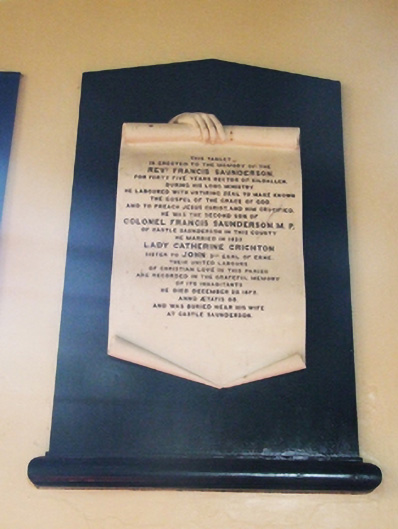 THIS TABLET
IS ERECTED TO THE MEMORY OF THE
REVD FRANCIS SAUNDERSON,
FOR FORTY FIVE YEARS RECTOR OF KILDALLEN.
DURING HIS LONG MINISTRY
HE LABOURED WITH UNTIRING ZEAL TO MAKE KNOWN
THE GOSPEL OF THE GRACE OF GOD,
AND TO PREACH JESUS CHRIST, AND HIM CRUCIFIED.
HE WAS THE SECOND SON OF
COLONEL FRANCIS SAUNDERSON, M. P.
OF CASTLE SAUNDERSON IN THIS COUNTY
HE MARRIED IN
LADY CATHERINE CRICHTON
SISTER TO JOHN 3RD EARL OF ERNE.
THEIR UNITED LABOURS
OF CHRISTIAN LOVE IN THIS PARISH
ARE RECORDED IN THE GRATEFUL MEMORY
OF ITS INHABITANTS
HE DIED DECEMBER
ANNO ÆTATIS
AND WAS BURIED NEAR HIS WIFE
AT CASTLE SAUNDERSON.